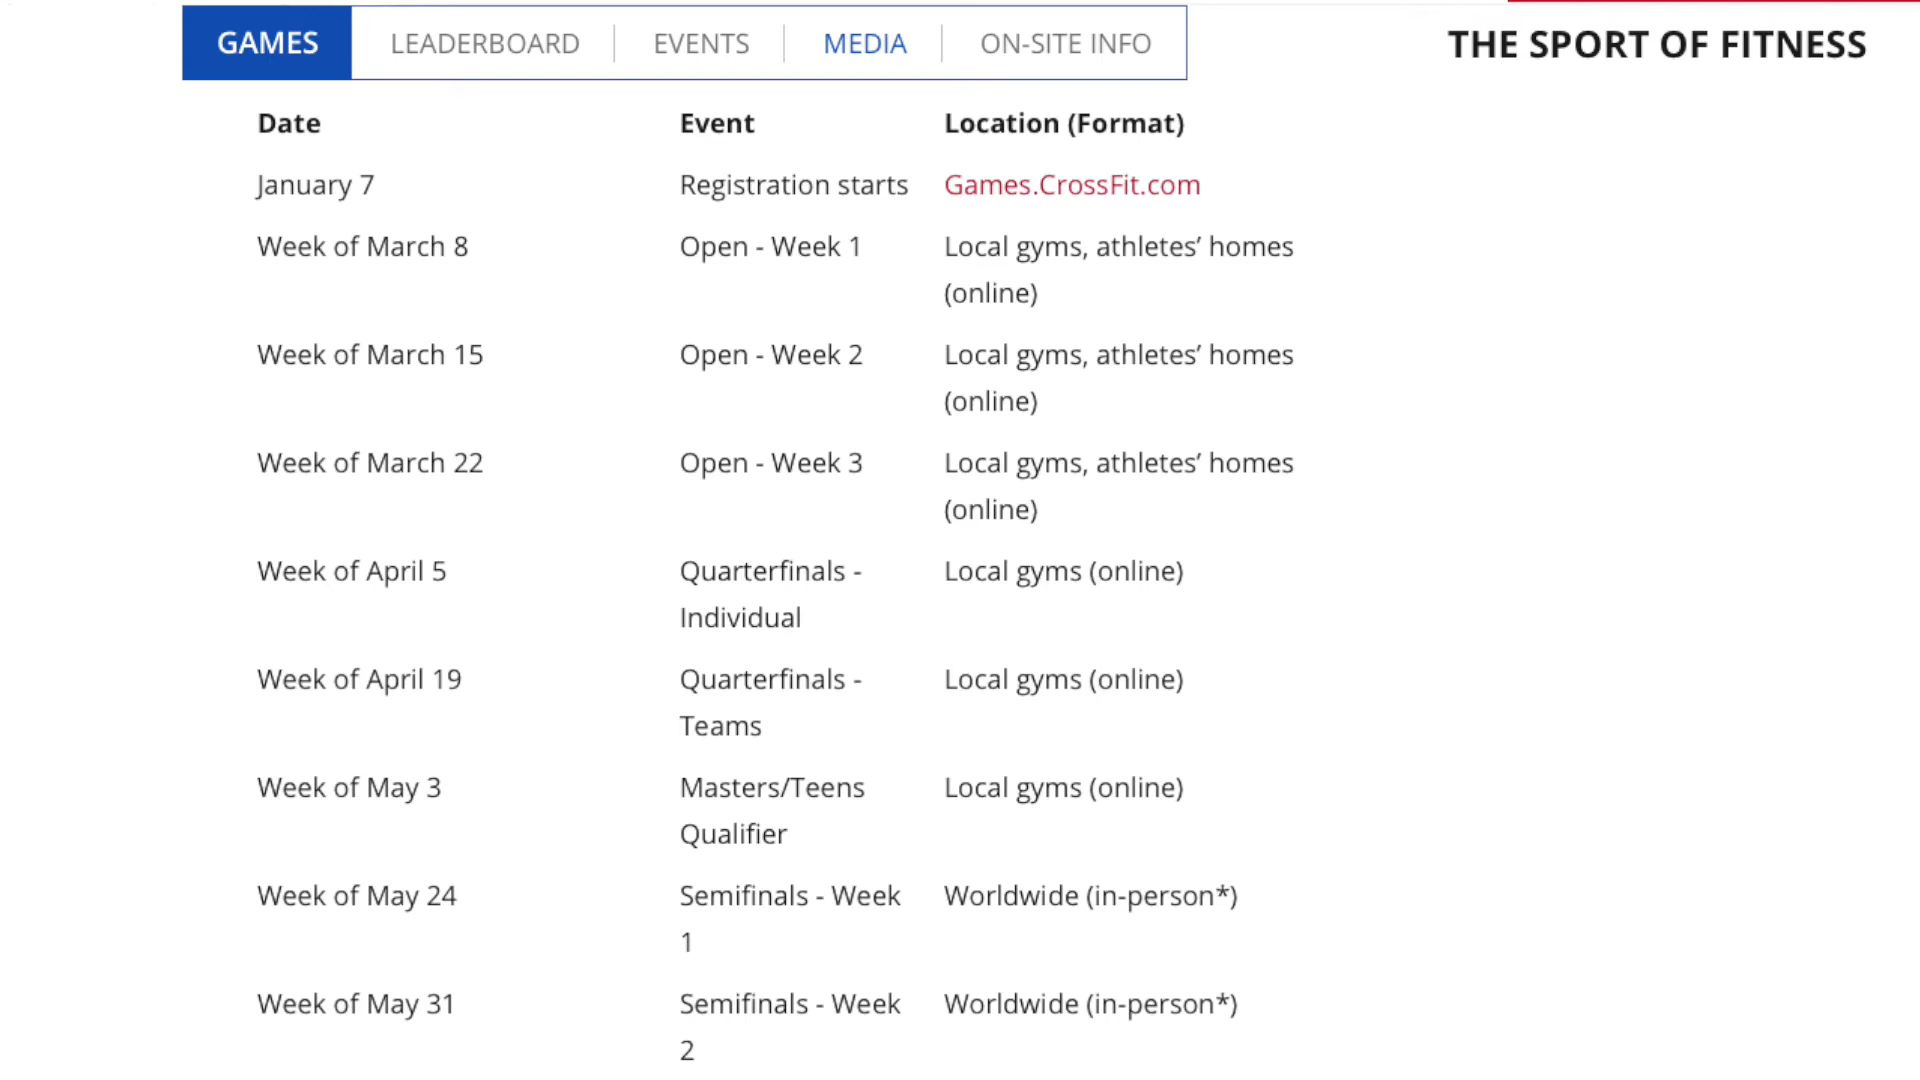 GAMES LEADERBOARD EVENTS MEDIA ON-SITE INFO THE SPORT OF FITNESS
Date Event Location (Format)
January 7 Registration starts Games.CrossFit.com
Week of March 8 Open - Week 1 Local gyms, athletes’ homes
(online)
Week of March 15 Open - Week 2 Local gyms, athletes’ homes
(online)
Week of March 22 Open - Week 3 Local gyms, athletes’ homes
(online)
Week of April 5 Quarterfinals - Local gyms (online)
Individual
Week of April 19 Quarterfinals - Local gyms (online)
Teams
Week of May 3 Masters/Teens Local gyms (online)
Qualifier
Week of May 24 Semifinals - Week Worldwide (in-person*)
1
Week of May 31 Semifinals - Week Worldwide (in-person*)
2